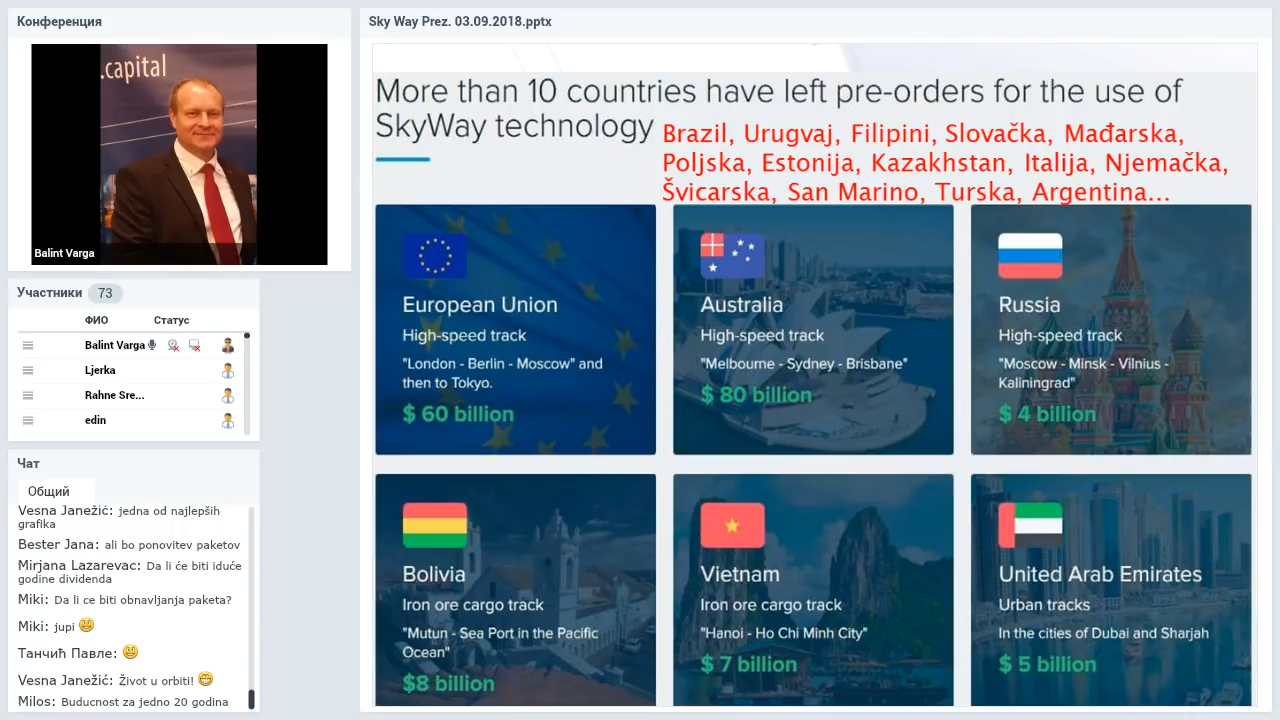 Конференция
.capital
Balint Varga
Участники 73
ФИО Статус
Balint Varga
Ljerka
Rahne Sre...
edin
Чат
Общий
Vesna Janežić: jedna od najlepših
grafika
Bester Jana: ali bo ponovitev paketov
Mirjana Lazarevac: Da li će biti iduće
godine dividenda
Miki: Da li ce biti obnavljanja paketa?
Miki: jupi
Танчић Павле:
Vesna Janežić: Život u orbiti!
Milos: Buducnost za jedno 20 godina
Sky Way Prez. 03.09.2018.pptx
More than 10 countries have left pre-orders for the use of
SkyWay technology
Brazil, Urugvaj, Filipini, Slovačka, Mađarska,
Poljska, Estonija, Kazakhstan, Italija, Njemačka,
Švicarska, San Marino, Turska, Argentina...
European Union
High-speed track
"London - Berlin - Moscow" and
then to Tokyo.
$ 60 billion
Australia
High-speed track
"Melbourne - Sydney - Brisbane"
$ 80 billion
Russia
High-speed track
"Moscow - Minsk - Vilnius -
Kaliningrad"
$ 4 billion
Bolivia
Iron ore cargo track
"Mutun - Sea Port in the Pacific
Ocean"
$8 billion
Vietnam
Iron ore cargo track
"Hanoi - Ho Chi Minh City"
$ 7 billion
United Arab Emirates
Urban tracks
In the cities of Dubai and Sharjah
$ 5 billion